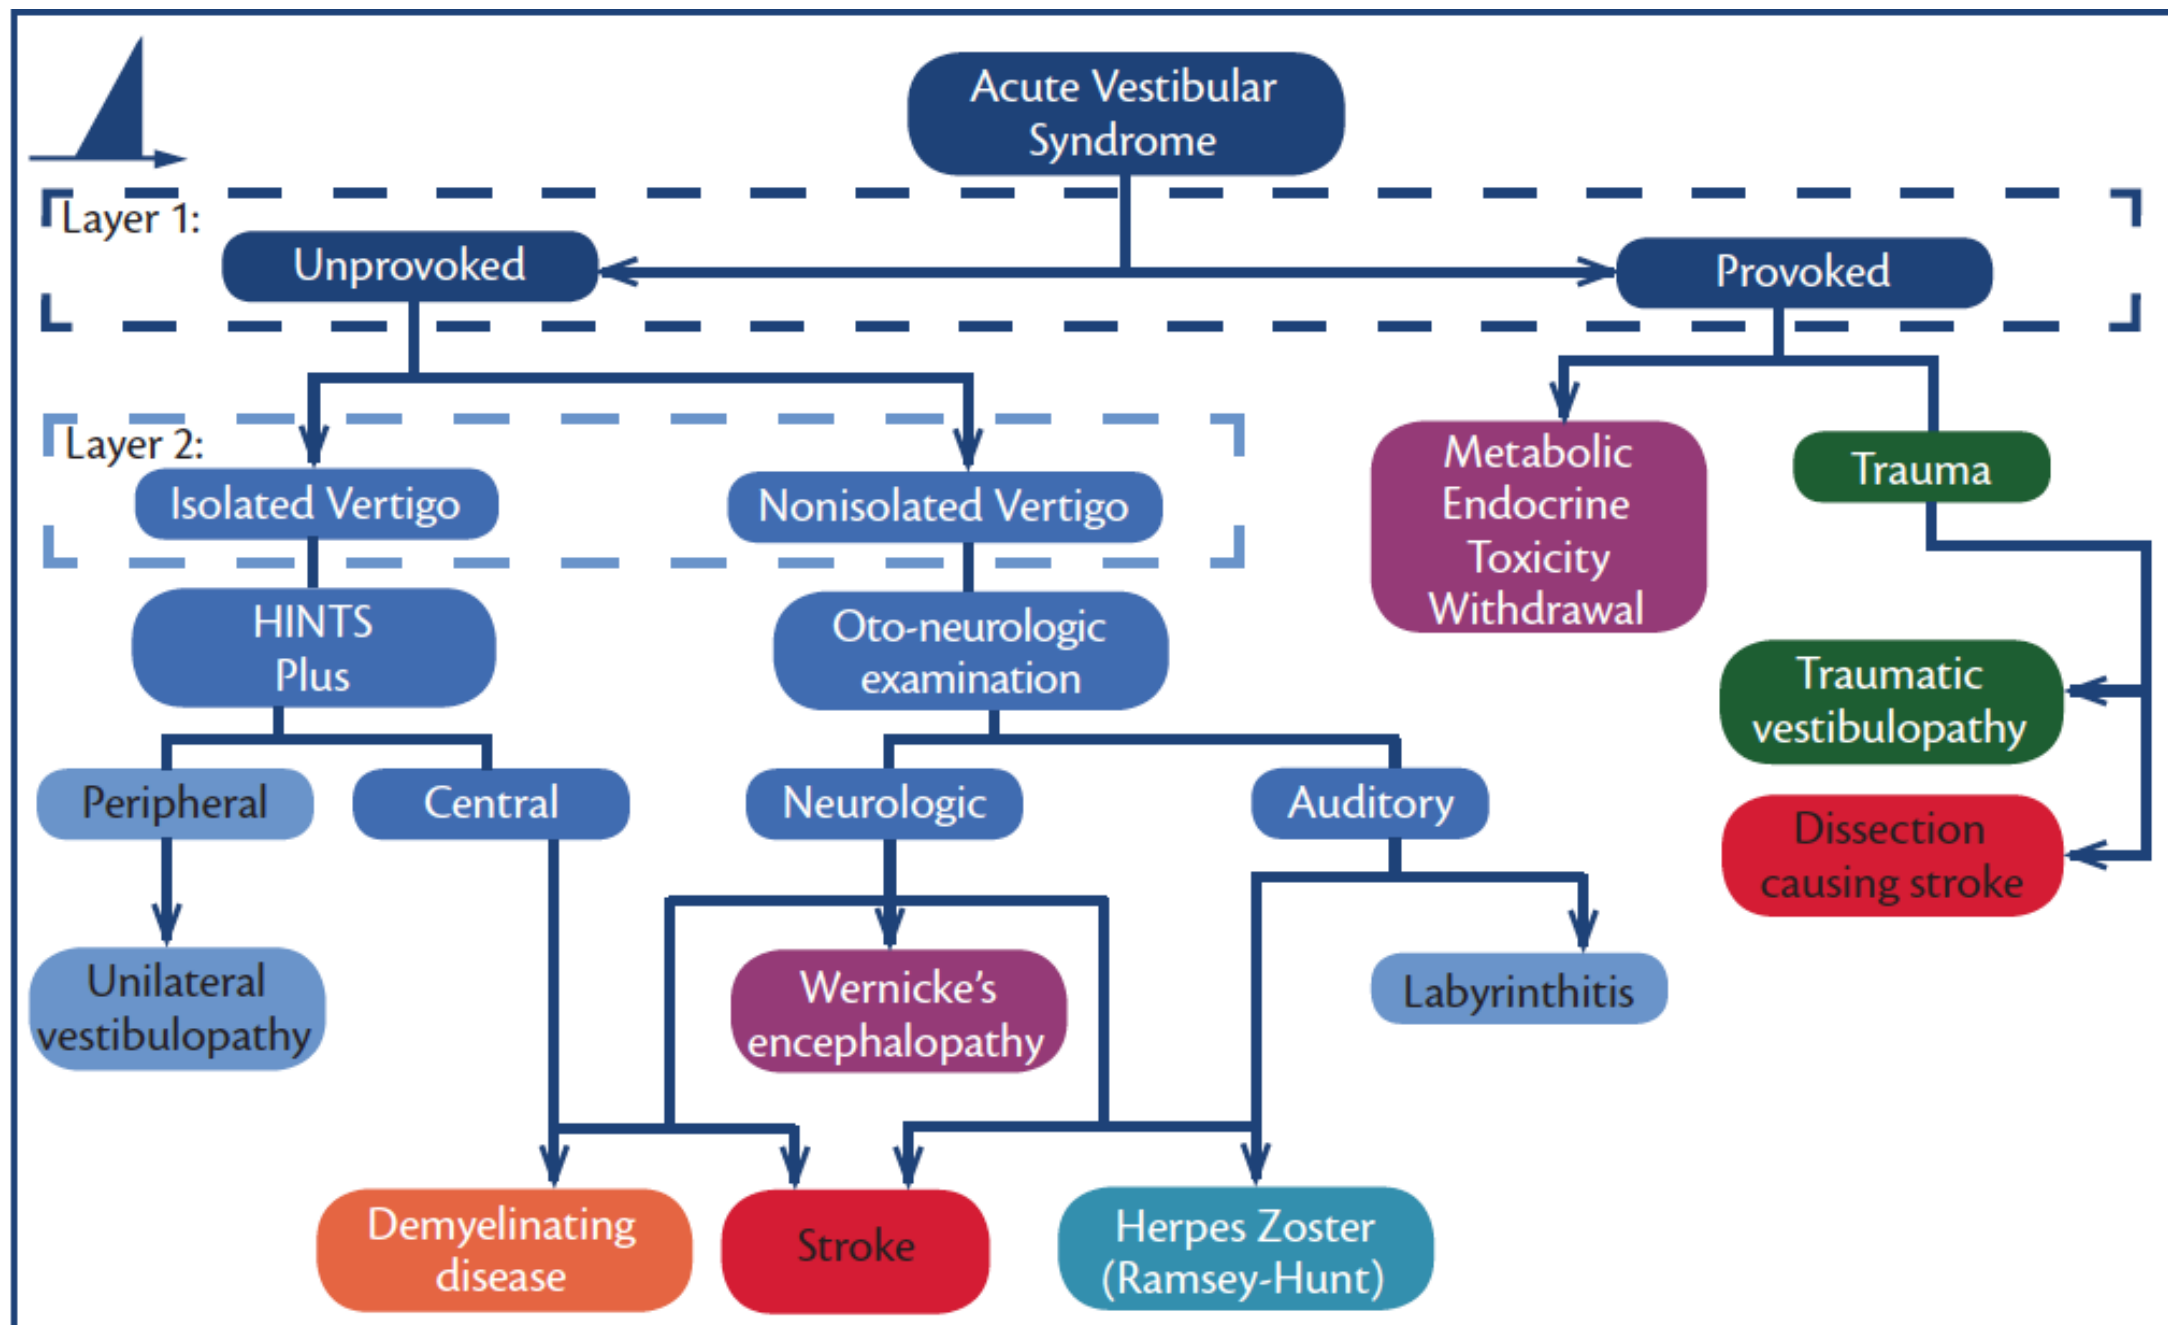 Acute Vestibular
Syndrome
Layer 1:
Unprovoked
Provoked
Layer 2:
Isolated Vertigo
Nonisolated Vertigo
Metabolic
Endocrine
Toxicity
Withdrawal
Trauma
HINTS
Plus
Oto-neurologic
examination
Traumatic
vestibulopathy
Peripheral
Central
Neurologic
Auditory
Dissection
causing stroke
Unilateral
vestibulopathy
Wernicke's
encephalopathy
Labyrinthitis
Demyelinating
disease
Stroke
Herpes Zoster
(Ramsey-Hunt)